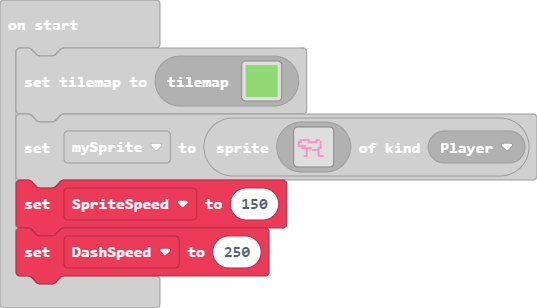 on start
set tilemap to tilemap
set mySprite to sprite of kind Player
set SpriteSpeed to 150
set DashSpeed to 250